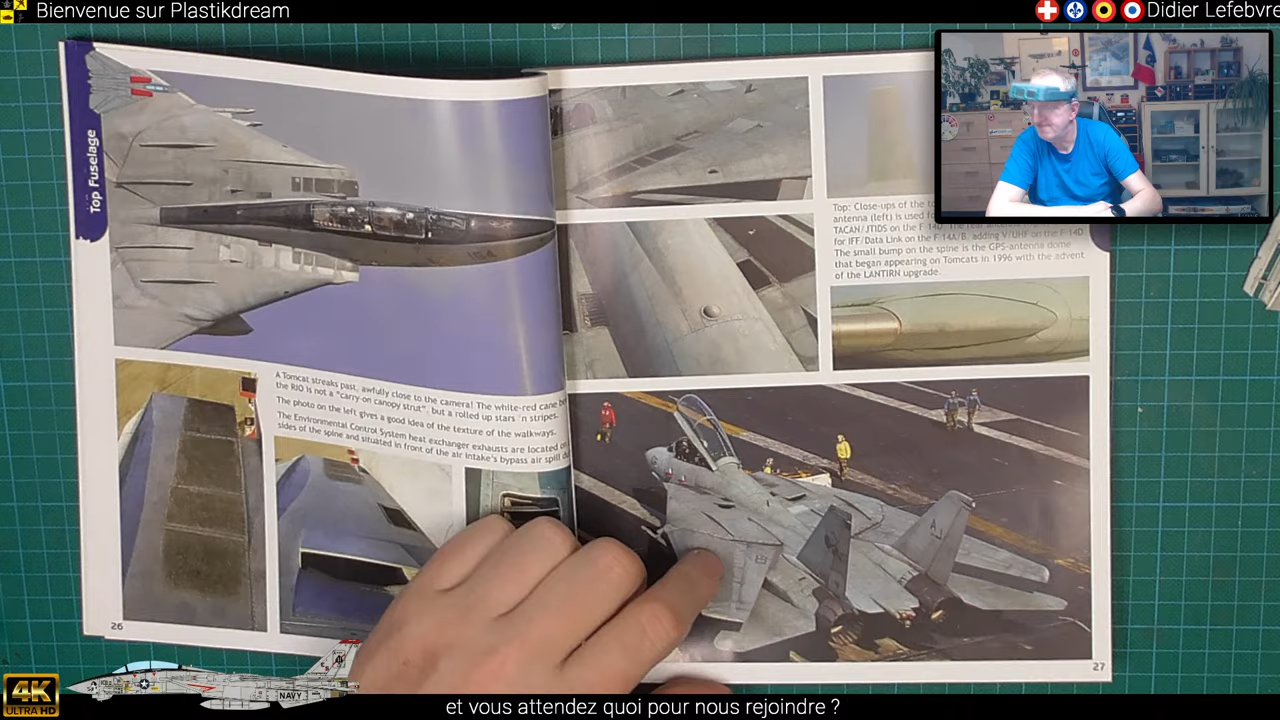 Bienvenue sur Plastikdream
Didier Lefebvre
Top Fuselage
Top: Close-ups of the
antenna (left) is used
TACAN/JTIDS on the F-14D.
for IFF/Data Link on the F-14A/B, adding V/UHF on the F-14D
The small bump on the spine is the GPS-antenna dome
that began appearing on Tomcats in 1996 with the advent
of the LANTIRN upgrade.
A Tomcat streaks past, awfully close to the camera! The white-red cane
the RIO is not a "carry-on canopy strut", but a rolled up stars 'n stripes.
The photo on the left gives a good idea of the texture of the walkways.
The Environmental Control System heat exchanger exhausts are located
sides of the spine and situated in front of the air intake's bypass air spill
AJ
26
27
NAVY
4K
ULTRA HD
et vous attendez quoi pour nous rejoindre ?